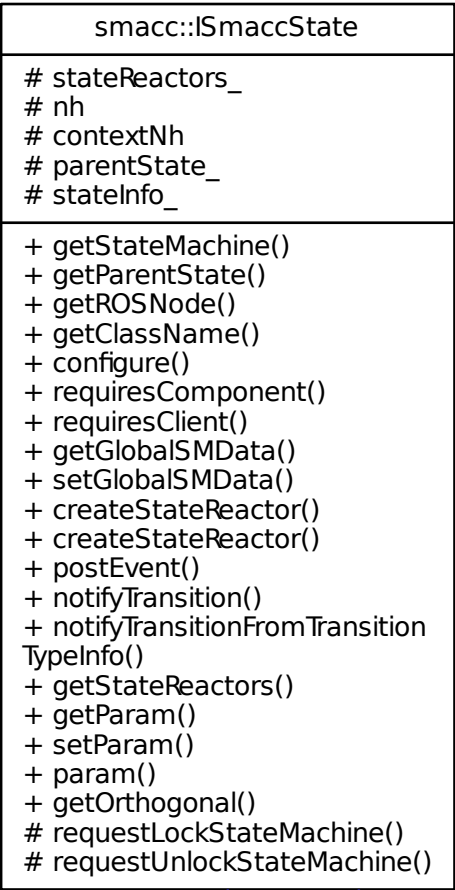 smacc::ISmaccState
# stateReactors_
# nh
# contextNh
# parentState_
# stateInfo_
+ getStateMachine()
+ getParentState()
+ getROSNode()
+ getClassName()
+ configure()
+ requiresComponent()
+ requiresClient()
+ getGlobalSMData()
+ setGlobalSMData()
+ createStateReactor()
+ createStateReactor()
+ postEvent()
+ notifyTransition()
+ notifyTransitionFromTransition
TypeInfo()
+ getStateReactors()
+ getParam()
+ setParam()
+ param()
+ getOrthogonal()
# requestLockStateMachine()
# requestUnlockStateMachine()